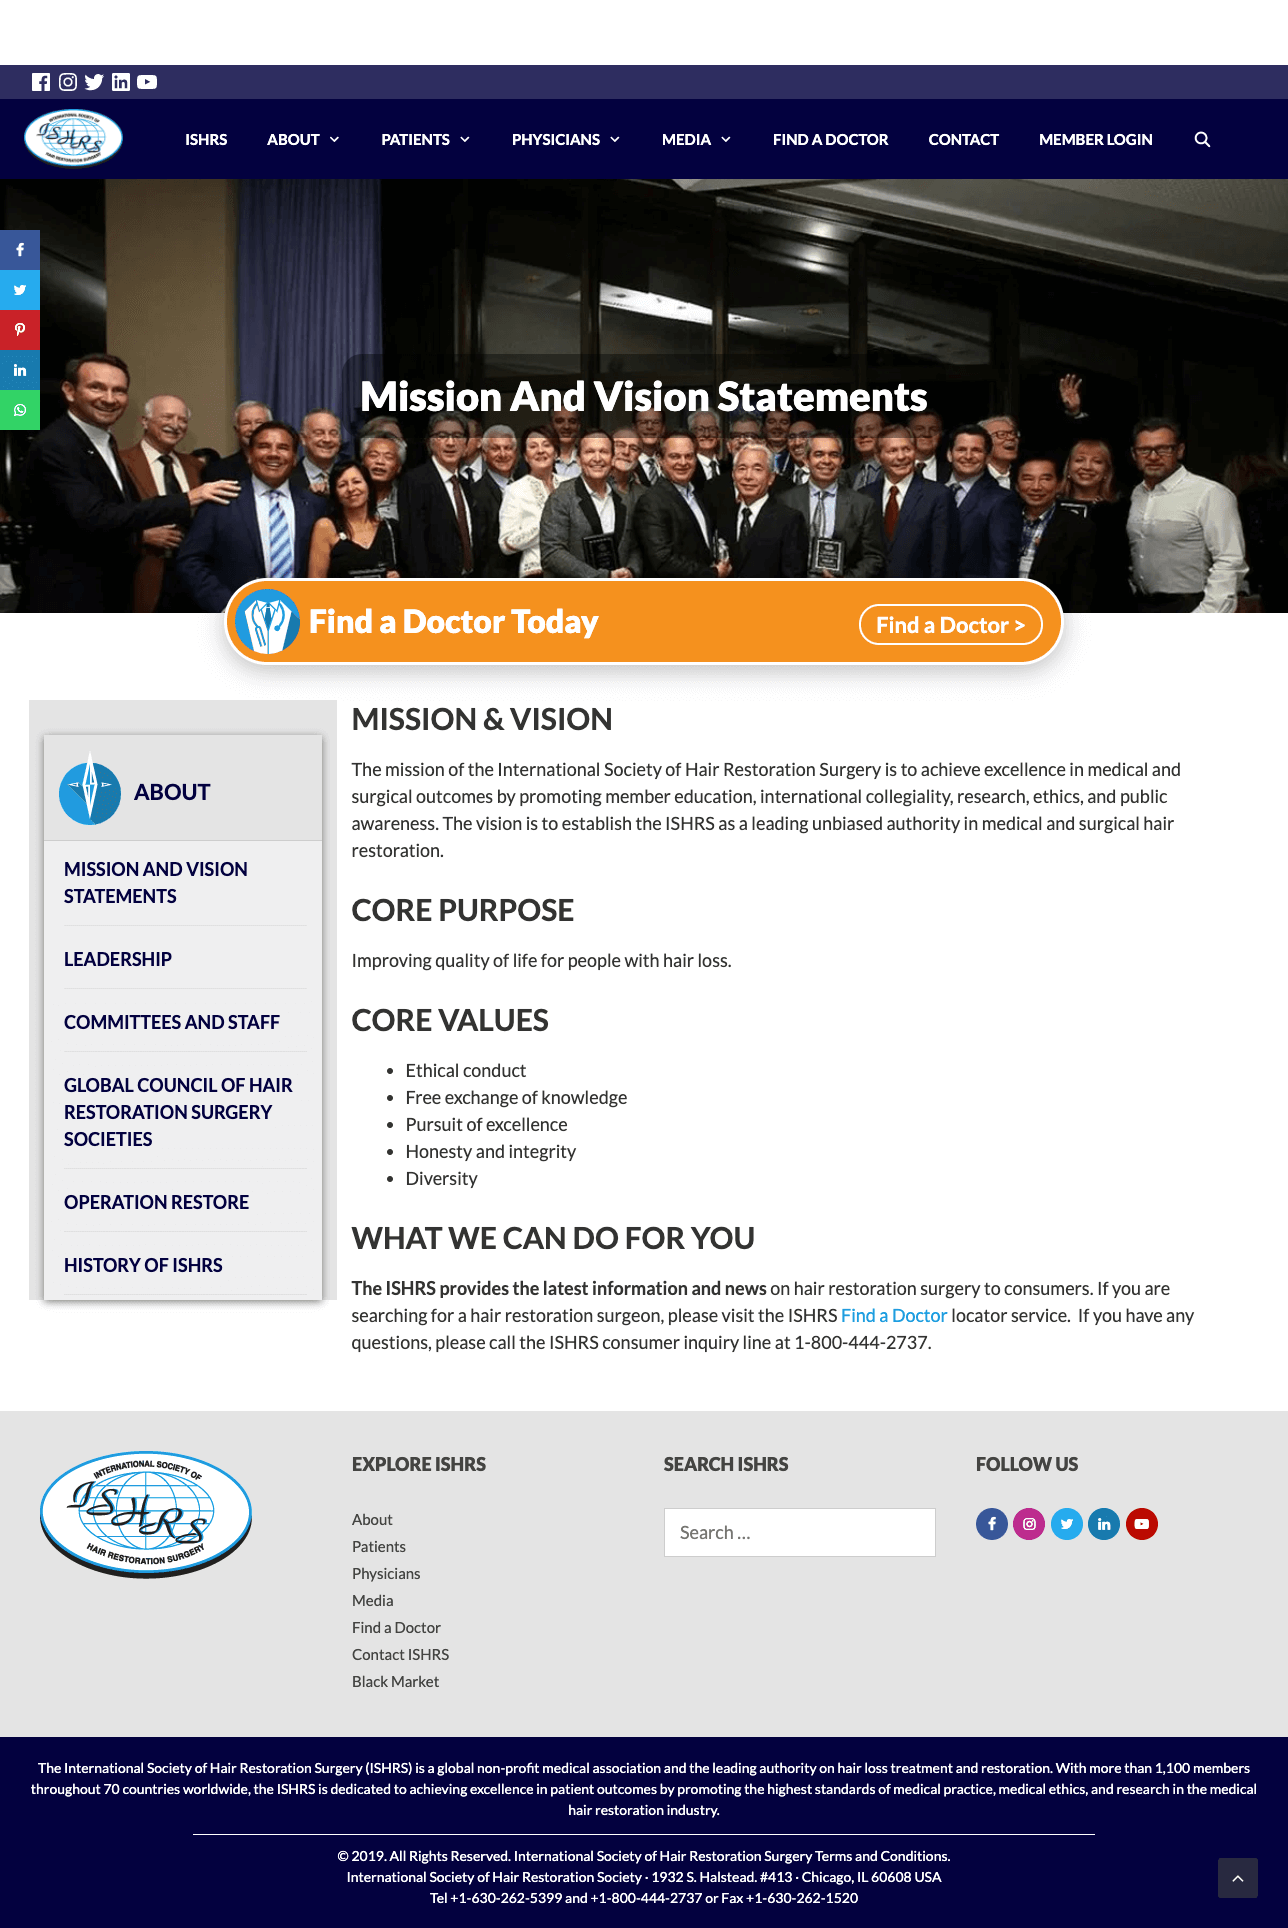 INTERNATIONAL SOCIETY OF
ISHRS
HAIR RESTORATION SURGERY
ISHRS
ABOUT
PATIENTS
PHYSICIANS
MEDIA
FIND A DOCTOR
CONTACT
MEMBER LOGIN
Mission And Vision Statements
Find a Doctor Today
Find a Doctor >
ABOUT
MISSION AND VISION
STATEMENTS
LEADERSHIP
COMMITTEES AND STAFF
GLOBAL COUNCIL OF HAIR
RESTORATION SURGERY
SOCIETIES
OPERATION RESTORE
HISTORY OF ISHRS
MISSION & VISION
The mission of the International Society of Hair Restoration Surgery is to achieve excellence in medical and
surgical outcomes by promoting member education, international collegiality, research, ethics, and public
awareness. The vision is to establish the ISHRS as a leading unbiased authority in medical and surgical hair
restoration.
CORE PURPOSE
Improving quality of life for people with hair loss.
CORE VALUES
• Ethical conduct
• Free exchange of knowledge
• Pursuit of excellence
• Honesty and integrity
• Diversity
WHAT WE CAN DO FOR YOU
The ISHRS provides the latest information and news on hair restoration surgery to consumers. If you are
searching for a hair restoration surgeon, please visit the ISHRS Find a Doctor locator service. If you have any
questions, please call the ISHRS consumer inquiry line at 1-800-444-2737.
INTERNATIONAL SOCIETY OF
ISHRS
HAIR RESTORATION SURGERY
EXPLORE ISHRS
About
Patients
Physicians
Media
Find a Doctor
Contact ISHRS
Black Market
SEARCH ISHRS
Search ...
FOLLOW US
The International Society of Hair Restoration Surgery (ISHRS) is a global non-profit medical association and the leading authority on hair loss treatment and restoration. With more than 1,100 members
throughout 70 countries worldwide, the ISHRS is dedicated to achieving excellence in patient outcomes by promoting the highest standards of medical practice, medical ethics, and research in the medical
hair restoration industry.
© 2019. All Rights Reserved. International Society of Hair Restoration Surgery Terms and Conditions.
International Society of Hair Restoration Society · 1932 S. Halstead. #413 · Chicago, IL 60608 USA
Tel +1-630-262-5399 and +1-800-444-2737 or Fax +1-630-262-1520